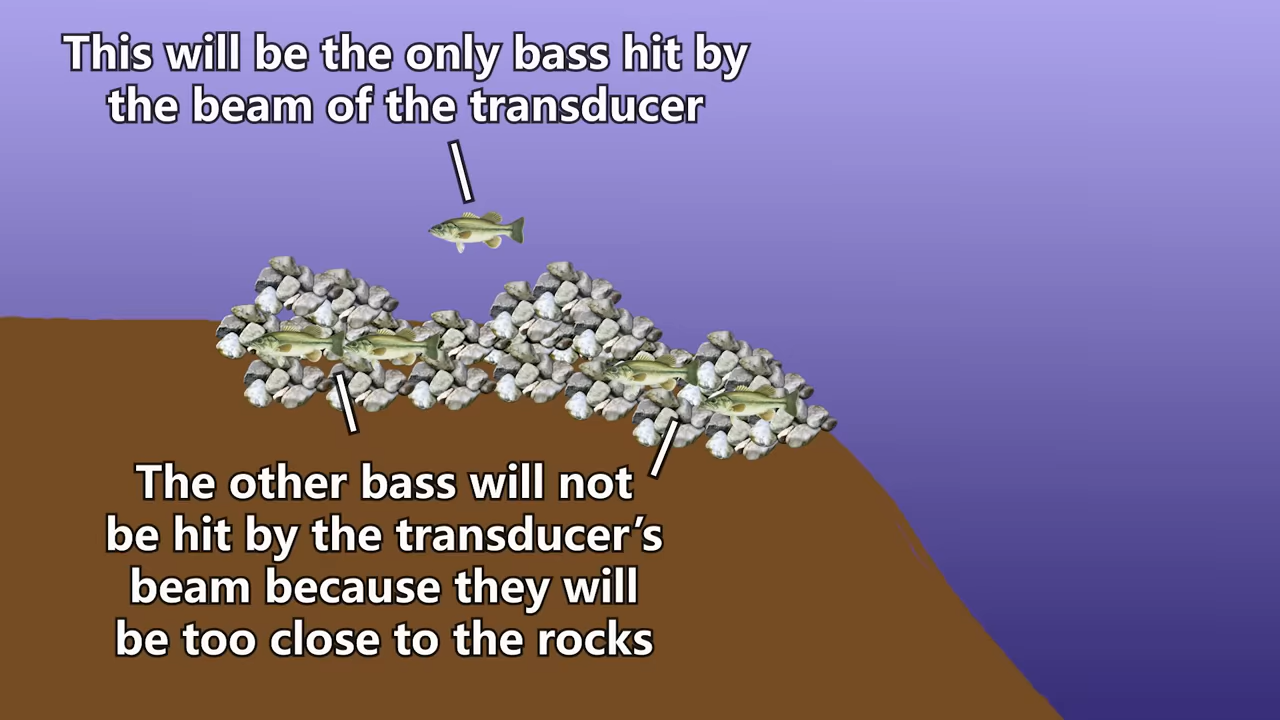 This will be the only bass hit by
the beam of the transducer
The other bass will not
be hit by the transducer’s
beam because they will
be too close to the rocks